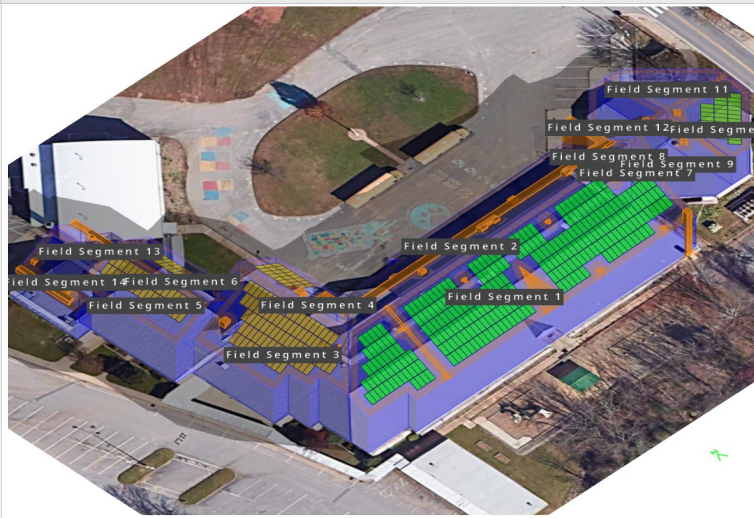 Field Segment 11
Field Segment 12
Field Segme
Field Segment 8
Field Segment 9
Field Segment 7
Field Segment 2
Field Segment 13
Field Segment 14
Field Segment 6
Field Segment 5
Field Segment 4
Field Segment 1
Field Segment 3